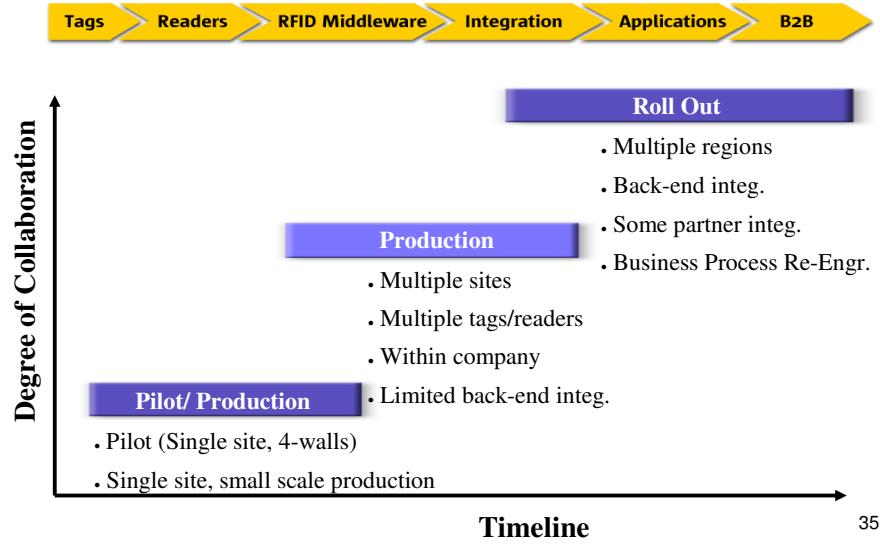 Tags Readers RFID Middleware Integration Applications B2B
Degree of Collaboration
Roll Out
• Multiple regions
• Back-end integ.
• Some partner integ.
• Business Process Re-Engr.
Production
• Multiple sites
• Multiple tags/readers
• Within company
• Limited back-end integ.
Pilot/ Production
• Pilot (Single site, 4-walls)
• Single site, small scale production
Timeline
35